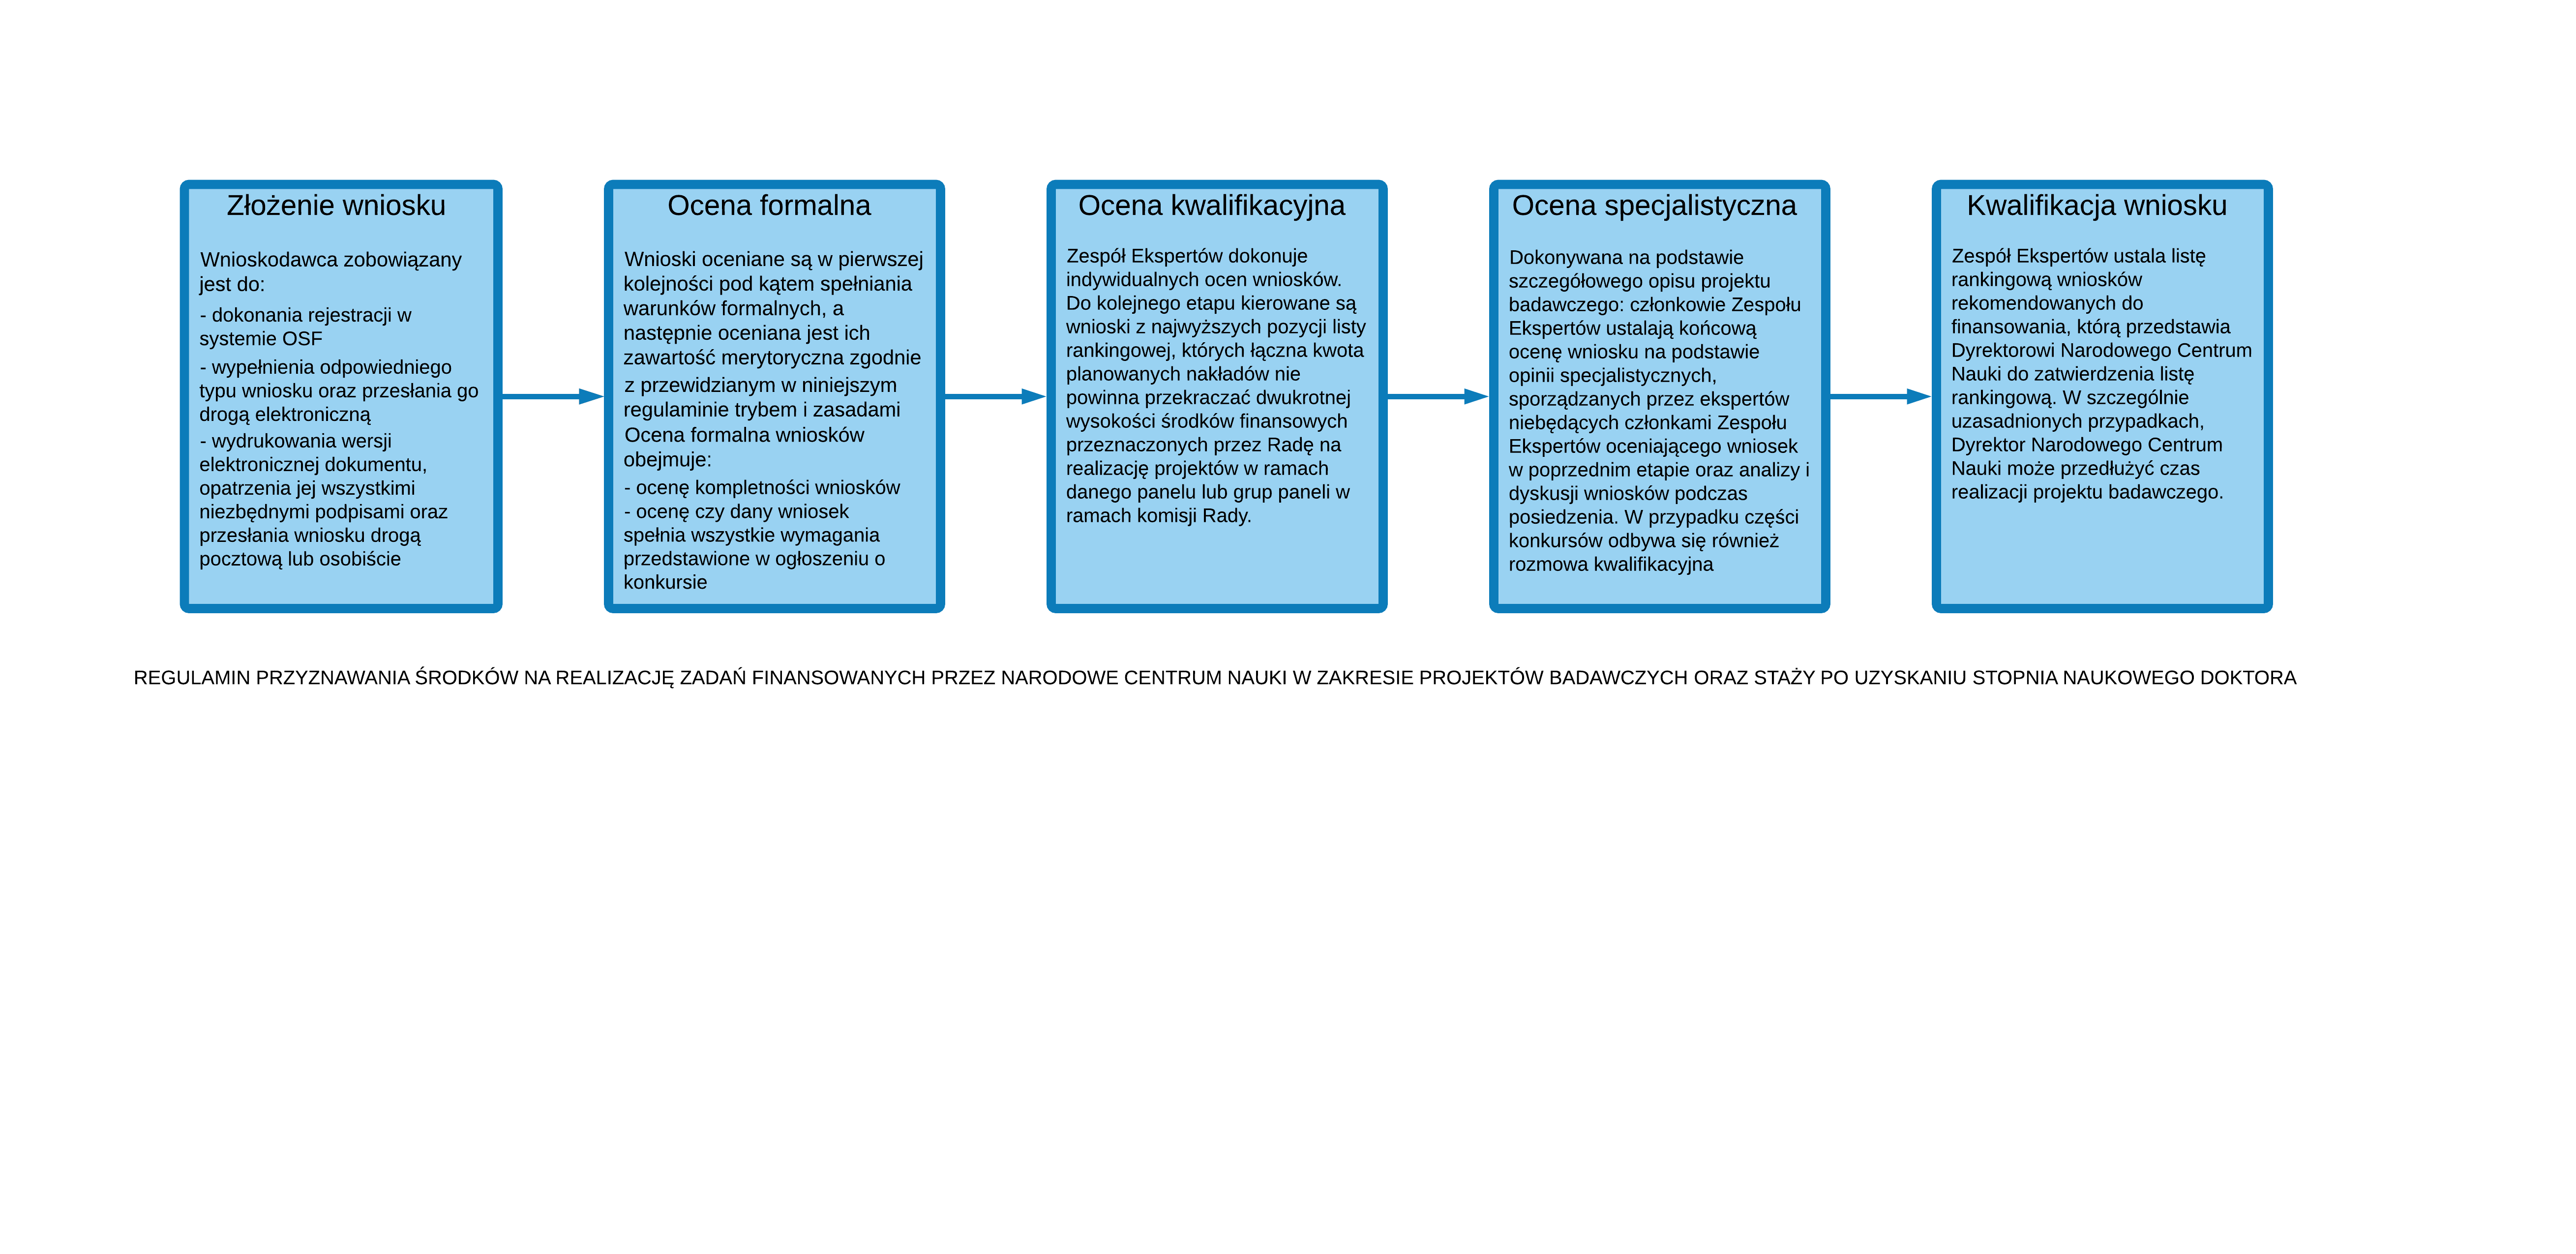 Złożenie wniosku
Wnioskodawca zobowiązany
jest do:
- dokonania rejestracji w
systemie OSF
- wypełnienia odpowiedniego
typu wniosku oraz przesłania go
drogą elektroniczną
- wydrukowania wersji
elektronicznej dokumentu,
opatrzenia jej wszystkimi
niezbędnymi podpisami oraz
przesłania wniosku drogą
pocztową lub osobiście
Ocena formalna
Wnioski oceniane są w pierwszej
kolejności pod kątem spełniania
warunków formalnych, a
następnie oceniana jest ich
zawartość merytoryczna zgodnie
z przewidzianym w niniejszym
regulaminie trybem i zasadami
Ocena formalna wniosków
obejmuje:
- ocenę kompletności wniosków
- ocenę czy dany wniosek
spełnia wszystkie wymagania
przedstawione w ogłoszeniu o
konkursie
Ocena kwalifikacyjna
Zespół Ekspertów dokonuje
indywidualnych ocen wniosków.
Do kolejnego etapu kierowane są
wnioski z najwyższych pozycji listy
rankingowej, których łączna kwota
planowanych nakładów nie
powinna przekraczać dwukrotnej
wysokości środków finansowych
przeznaczonych przez Radę na
realizację projektów w ramach
danego panelu lub grup paneli w
ramach komisji Rady.
Ocena specjalistyczna
Dokonywana na podstawie
szczegółowego opisu projektu
badawczego: członkowie Zespołu
Ekspertów ustalają końcową
ocenę wniosku na podstawie
opinii specjalistycznych,
sporządzanych przez ekspertów
niebędących członkami Zespołu
Ekspertów oceniającego wniosek
w poprzednim etapie oraz analizy i
dyskusji wniosków podczas
posiedzenia. W przypadku części
konkursów odbywa się również
rozmowa kwalifikacyjna
Kwalifikacja wniosku
Zespół Ekspertów ustala listę
rankingową wniosków
rekomendowanych do
finansowania, którą przedstawia
Dyrektorowi Narodowego Centrum
Nauki do zatwierdzenia listę
rankingową. W szczególnie
uzasadnionych przypadkach,
Dyrektor Narodowego Centrum
Nauki może przedłużyć czas
realizacji projektu badawczego.
REGULAMIN PRZYZNAWANIA ŚRODKÓW NA REALIZACJĘ ZADAŃ FINANSOWANYCH PRZEZ NARODOWE CENTRUM NAUKI W ZAKRESIE PROJEKTÓW BADAWCZYCH ORAZ STAŻY PO UZYSKANIU STOPNIA NAUKOWEGO DOKTORA